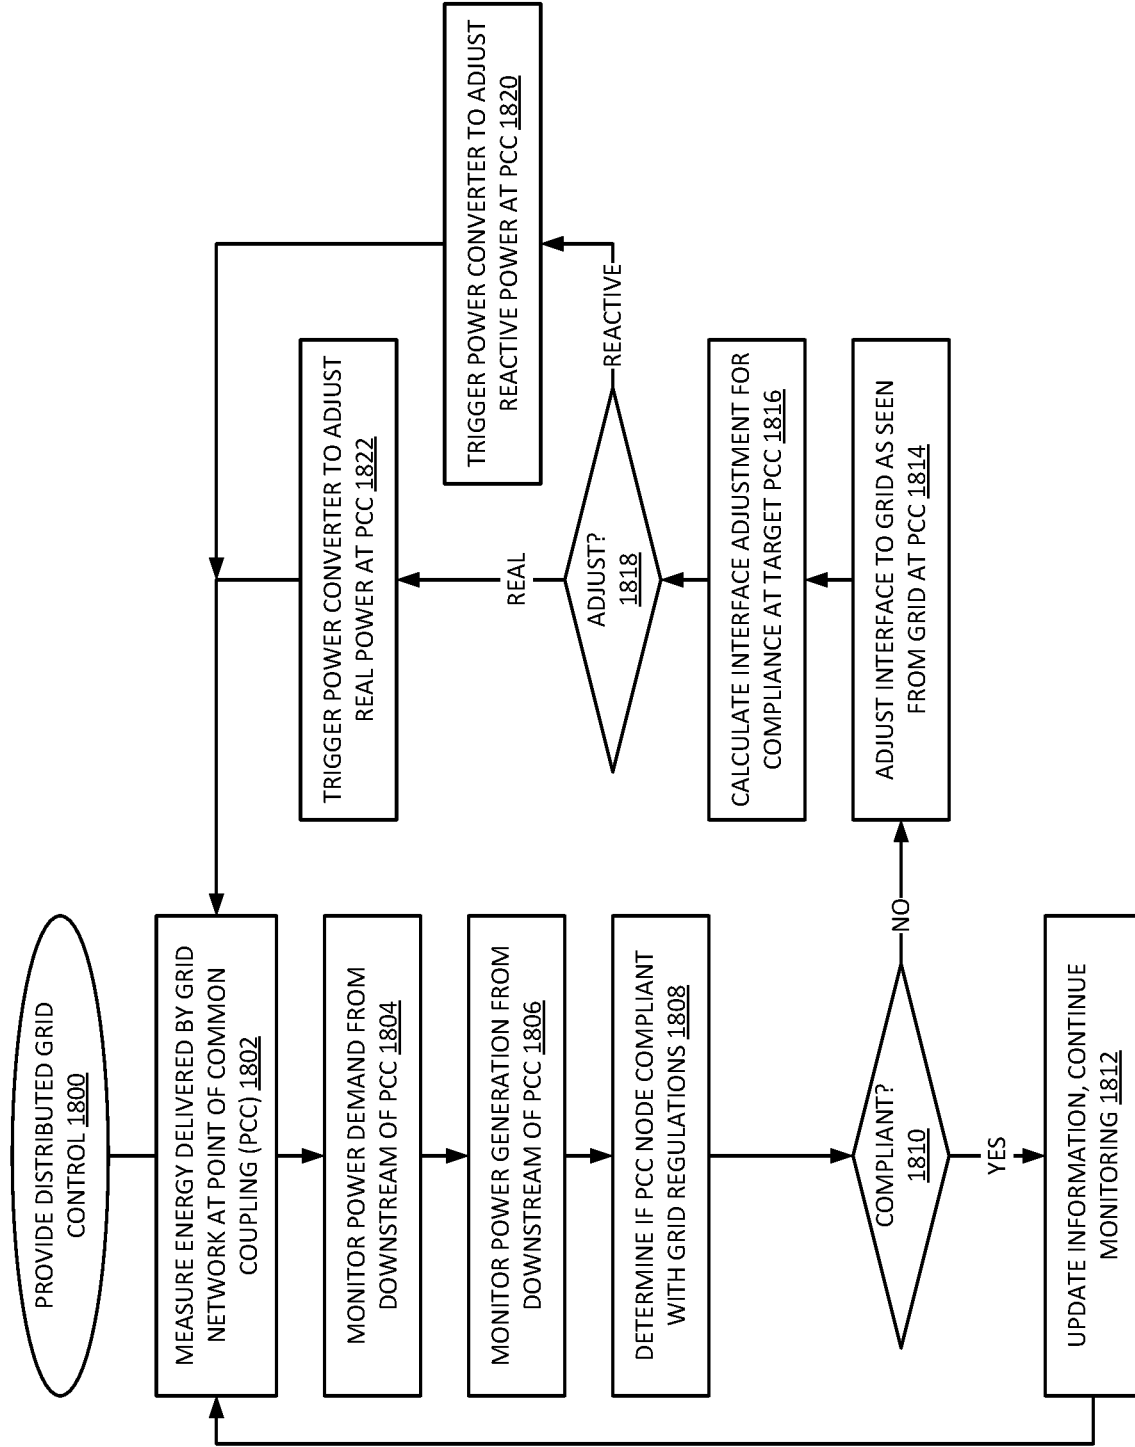 PROVIDE DISTRIBUTED GRID
CONTROL 1800
MEASURE ENERGY DELIVERED BY GRID
NETWORK AT POINT OF COMMON
COUPLING (PCC) 1802
MONITOR POWER DEMAND FROM
DOWNSTREAM OF PCC 1804
MONITOR POWER GENERATION FROM
DOWNSTREAM OF PCC 1806
DETERMINE IF PCC NODE COMPLIANT
WITH GRID REGULATIONS 1808
COMPLIANT?
1810
YES
UPDATE INFORMATION, CONTINUE
MONITORING 1812
NO
ADJUST INTERFACE TO GRID AS SEEN
FROM GRID AT PCC 1814
CALCULATE INTERFACE ADJUSTMENT FOR
COMPLIANCE AT TARGET PCC 1816
ADJUST?
1818
REACTIVE
TRIGGER POWER CONVERTER TO ADJUST
REACTIVE POWER AT PCC 1820
REAL
TRIGGER POWER CONVERTER TO ADJUST
REAL POWER AT PCC 1822